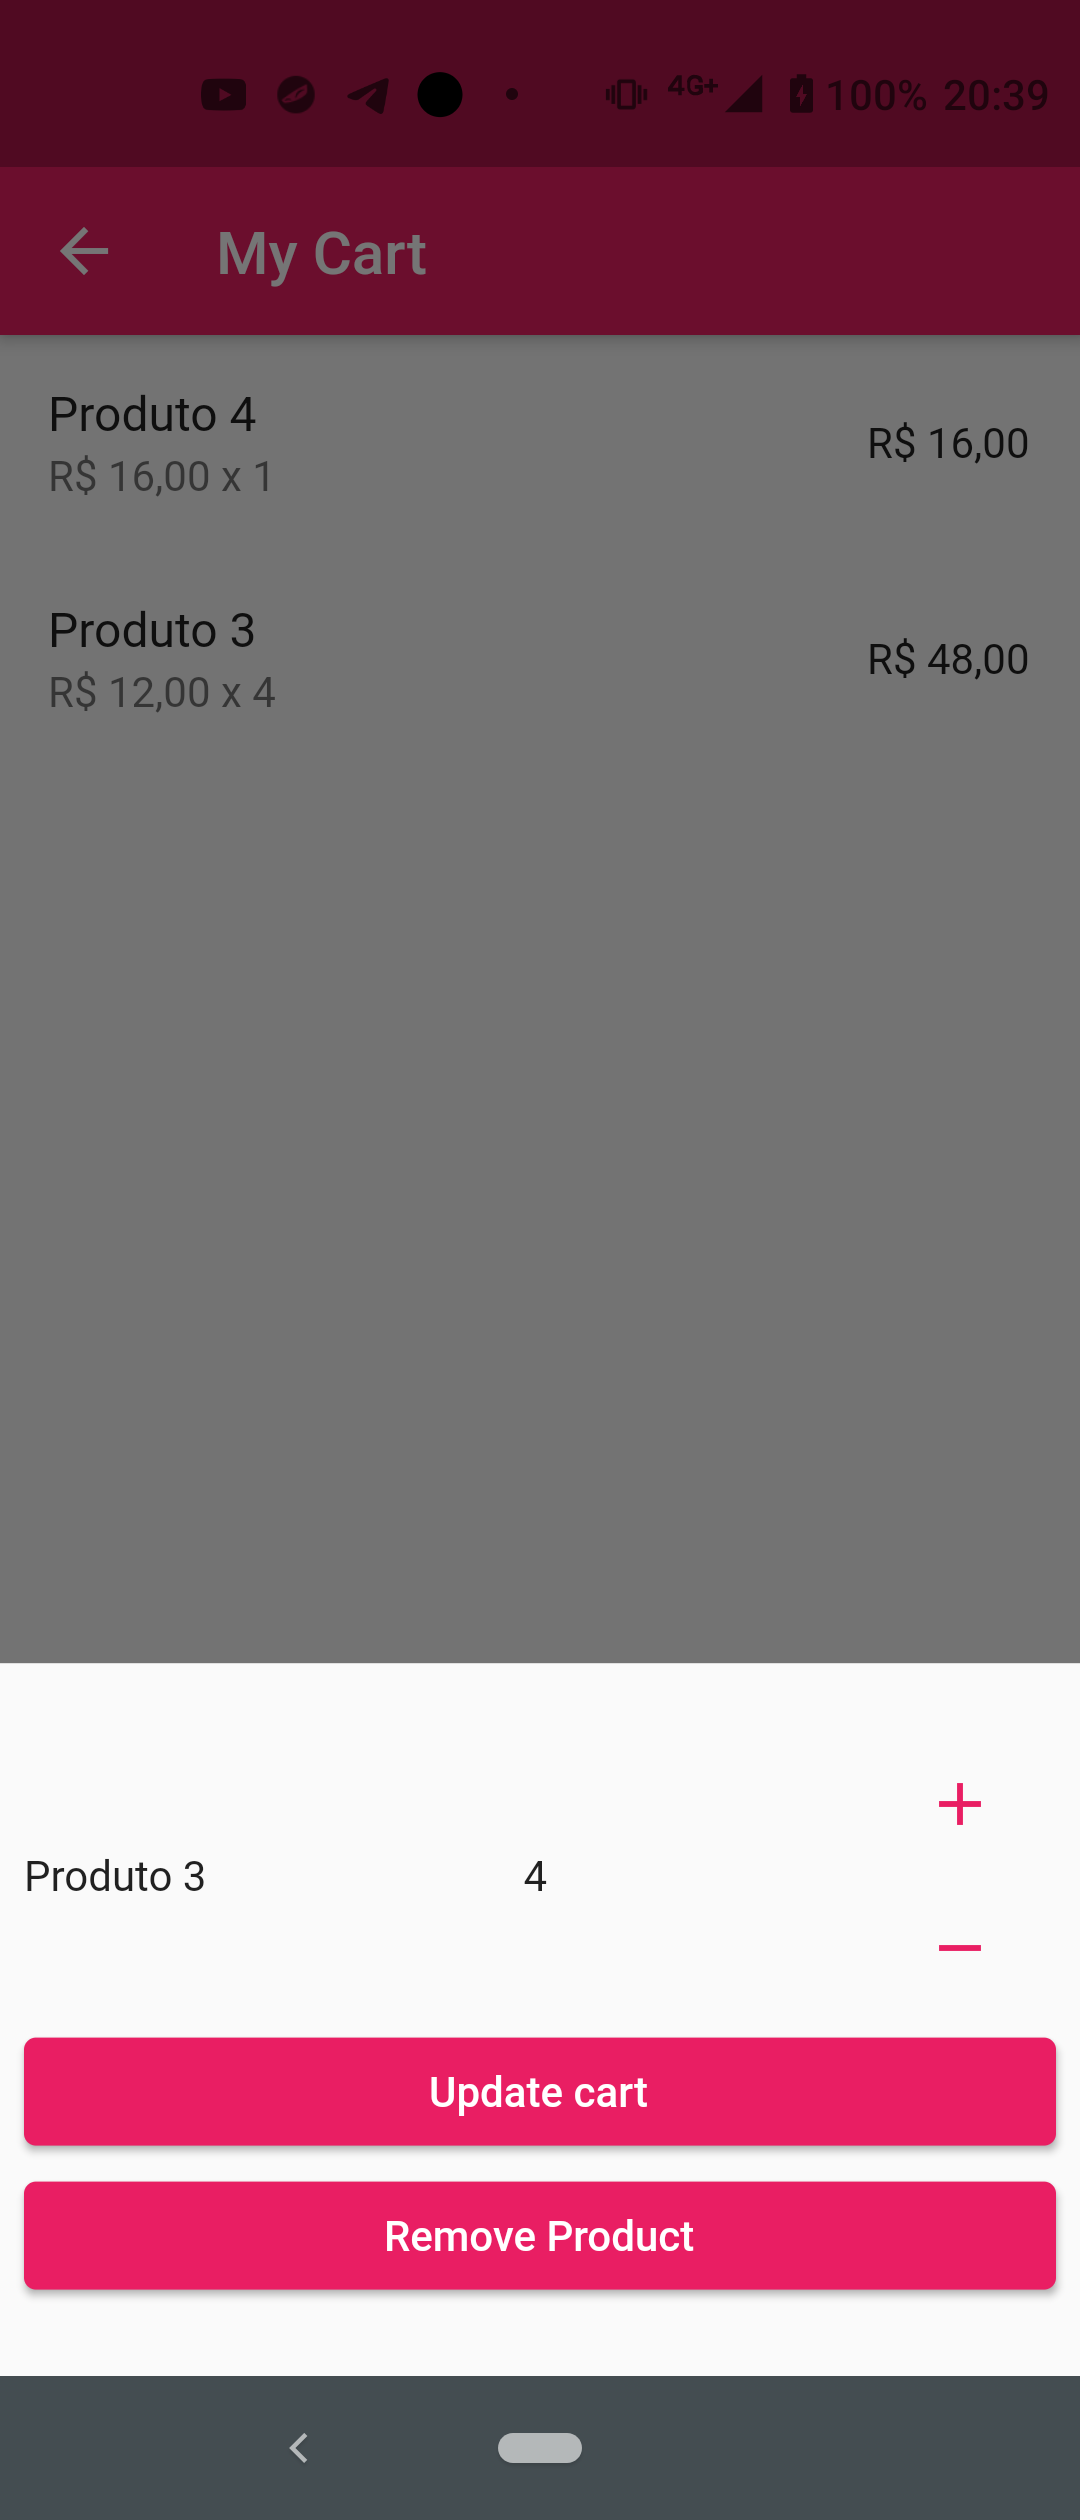 4G+ 100% 20:39
My Cart
Produto 4
R$ 16,00 x 1
R$ 16,00
Produto 3
R$ 12,00 x 4
R$ 48,00
Produto 3 4
Update cart
Remove Product